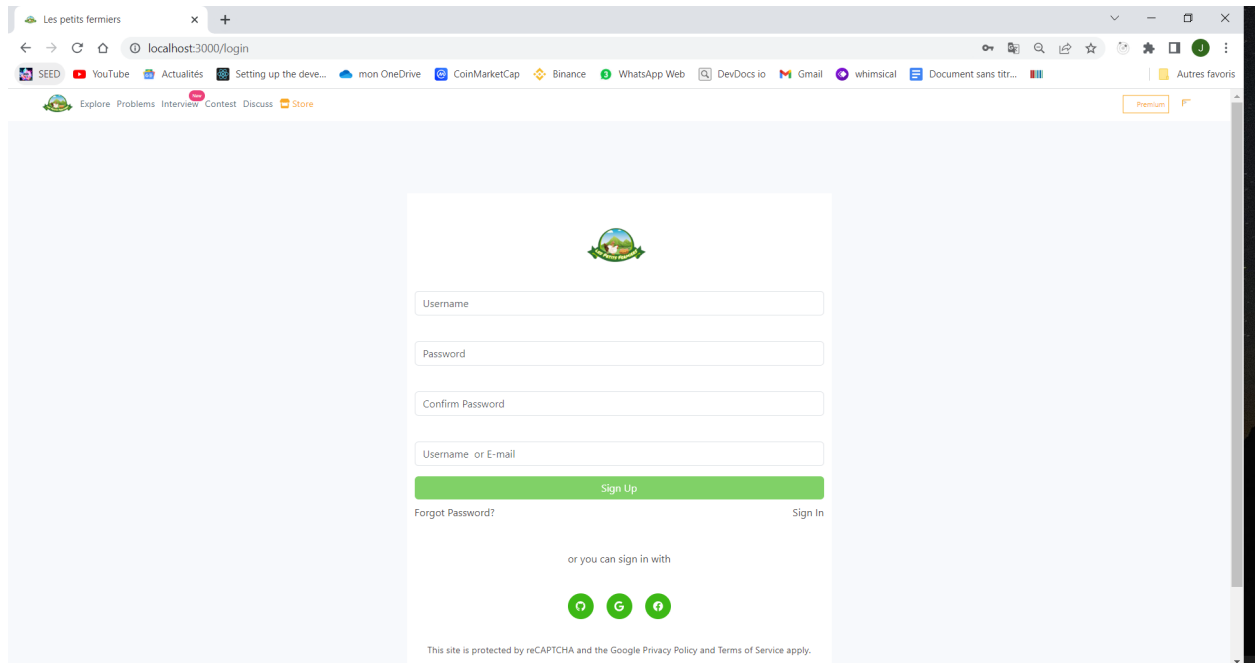 Les petits fermiers
localhost:3000/login
J
SEED YouTube Actualités Setting up the deve... mon OneDrive CoinMarketCap Binance 3 WhatsApp Web DevDocs io Gmail whimsical Document sans titr... Autres favoris
Explore Problems Interview New Contest Discuss Store Premium
Username
Password
Confirm Password
Username or E-mail
Sign Up
Forgot Password? Sign In
or you can sign in with
This site is protected by reCAPTCHA and the Google Privacy Policy and Terms of Service apply.